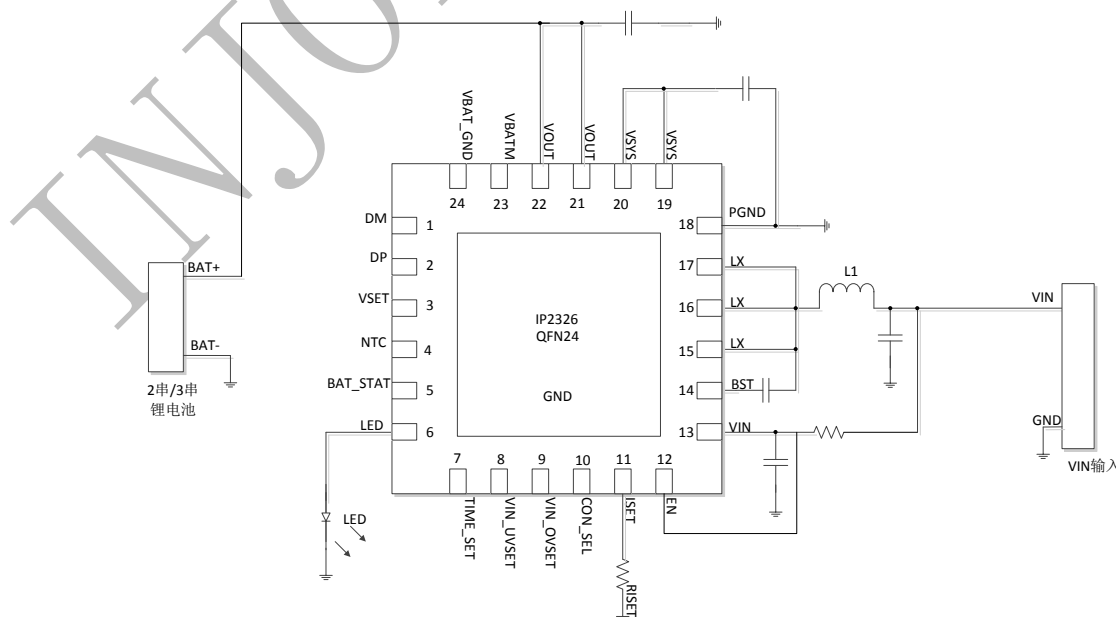 INJO
VBAT_GND
VBATM
VOUT
VOUT
VSYS
VSYS
24
23
22
21
20
19
DM
1
DP
2
VSET
3
NTC
4
BAT_STAT
5
LED
6
IP2326
QFN24
GND
18
PGND
17
LX
16
LX
15
LX
14
BST
13
VIN
L1
VIN
GND
VIN输入
BAT+
BAT-
2串/3串
锂电池
7
8
9
10
11
12
TIME_SET
VIN_UVSET
VIN_OVSET
CON_SEL
ISET
EN
LED
RISET